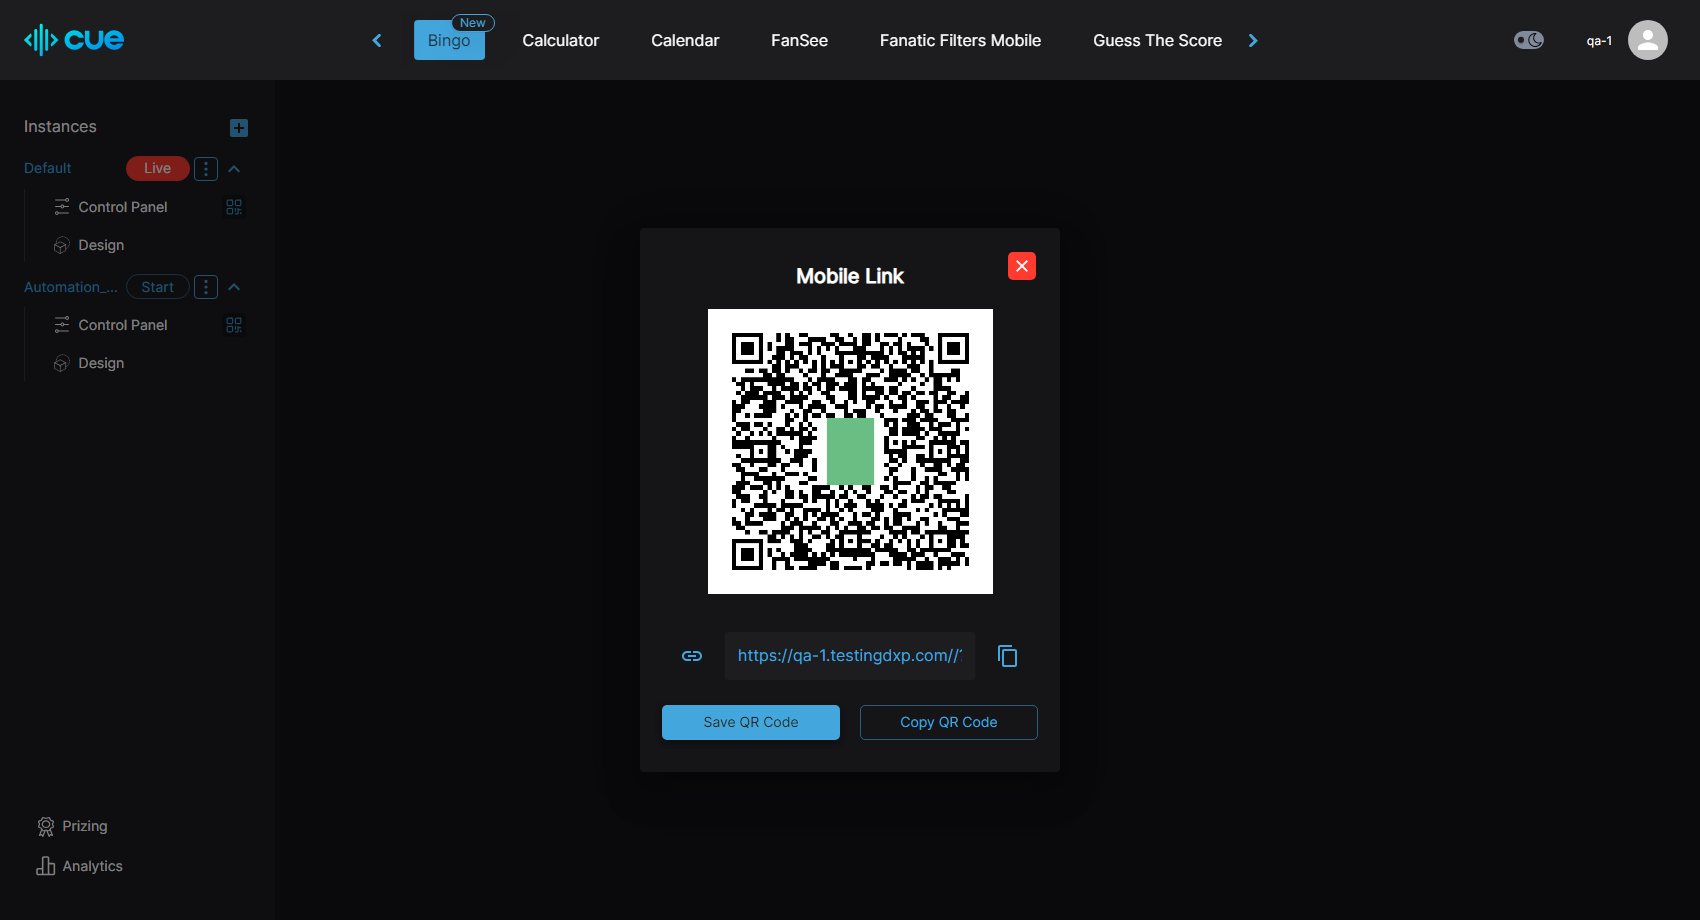 cue
New
Bingo
Calculator
Calendar
FanSee
Fanatic Filters Mobile
Guess The Score
qa-1
Instances
Default
Live
Control Panel
Design
Automation_...
Start
Control Panel
Design
Mobile Link
https://qa-1.testingdxp.com//
Save QR Code
Copy QR Code
Prizing
Analytics